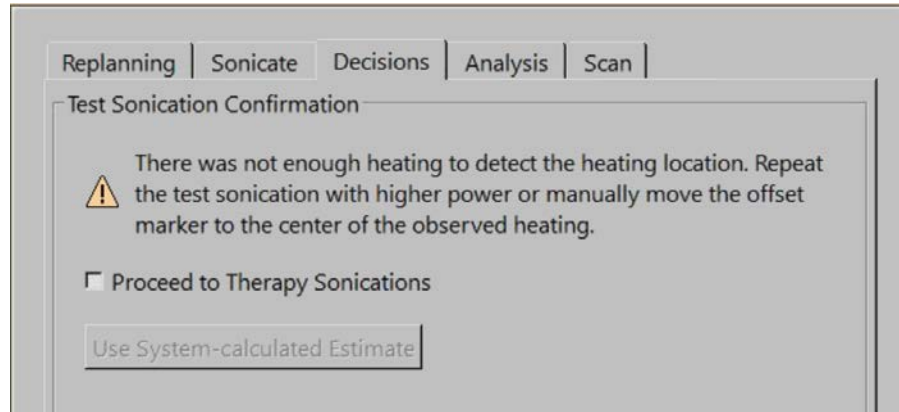 Replanning Sonicate Decisions Analysis Scan
Test Sonication Confirmation
There was not enough heating to detect the heating location. Repeat
the test sonication with higher power or manually move the offset
marker to the center of the observed heating.
Proceed to Therapy Sonications
Use System-calculated Estimate